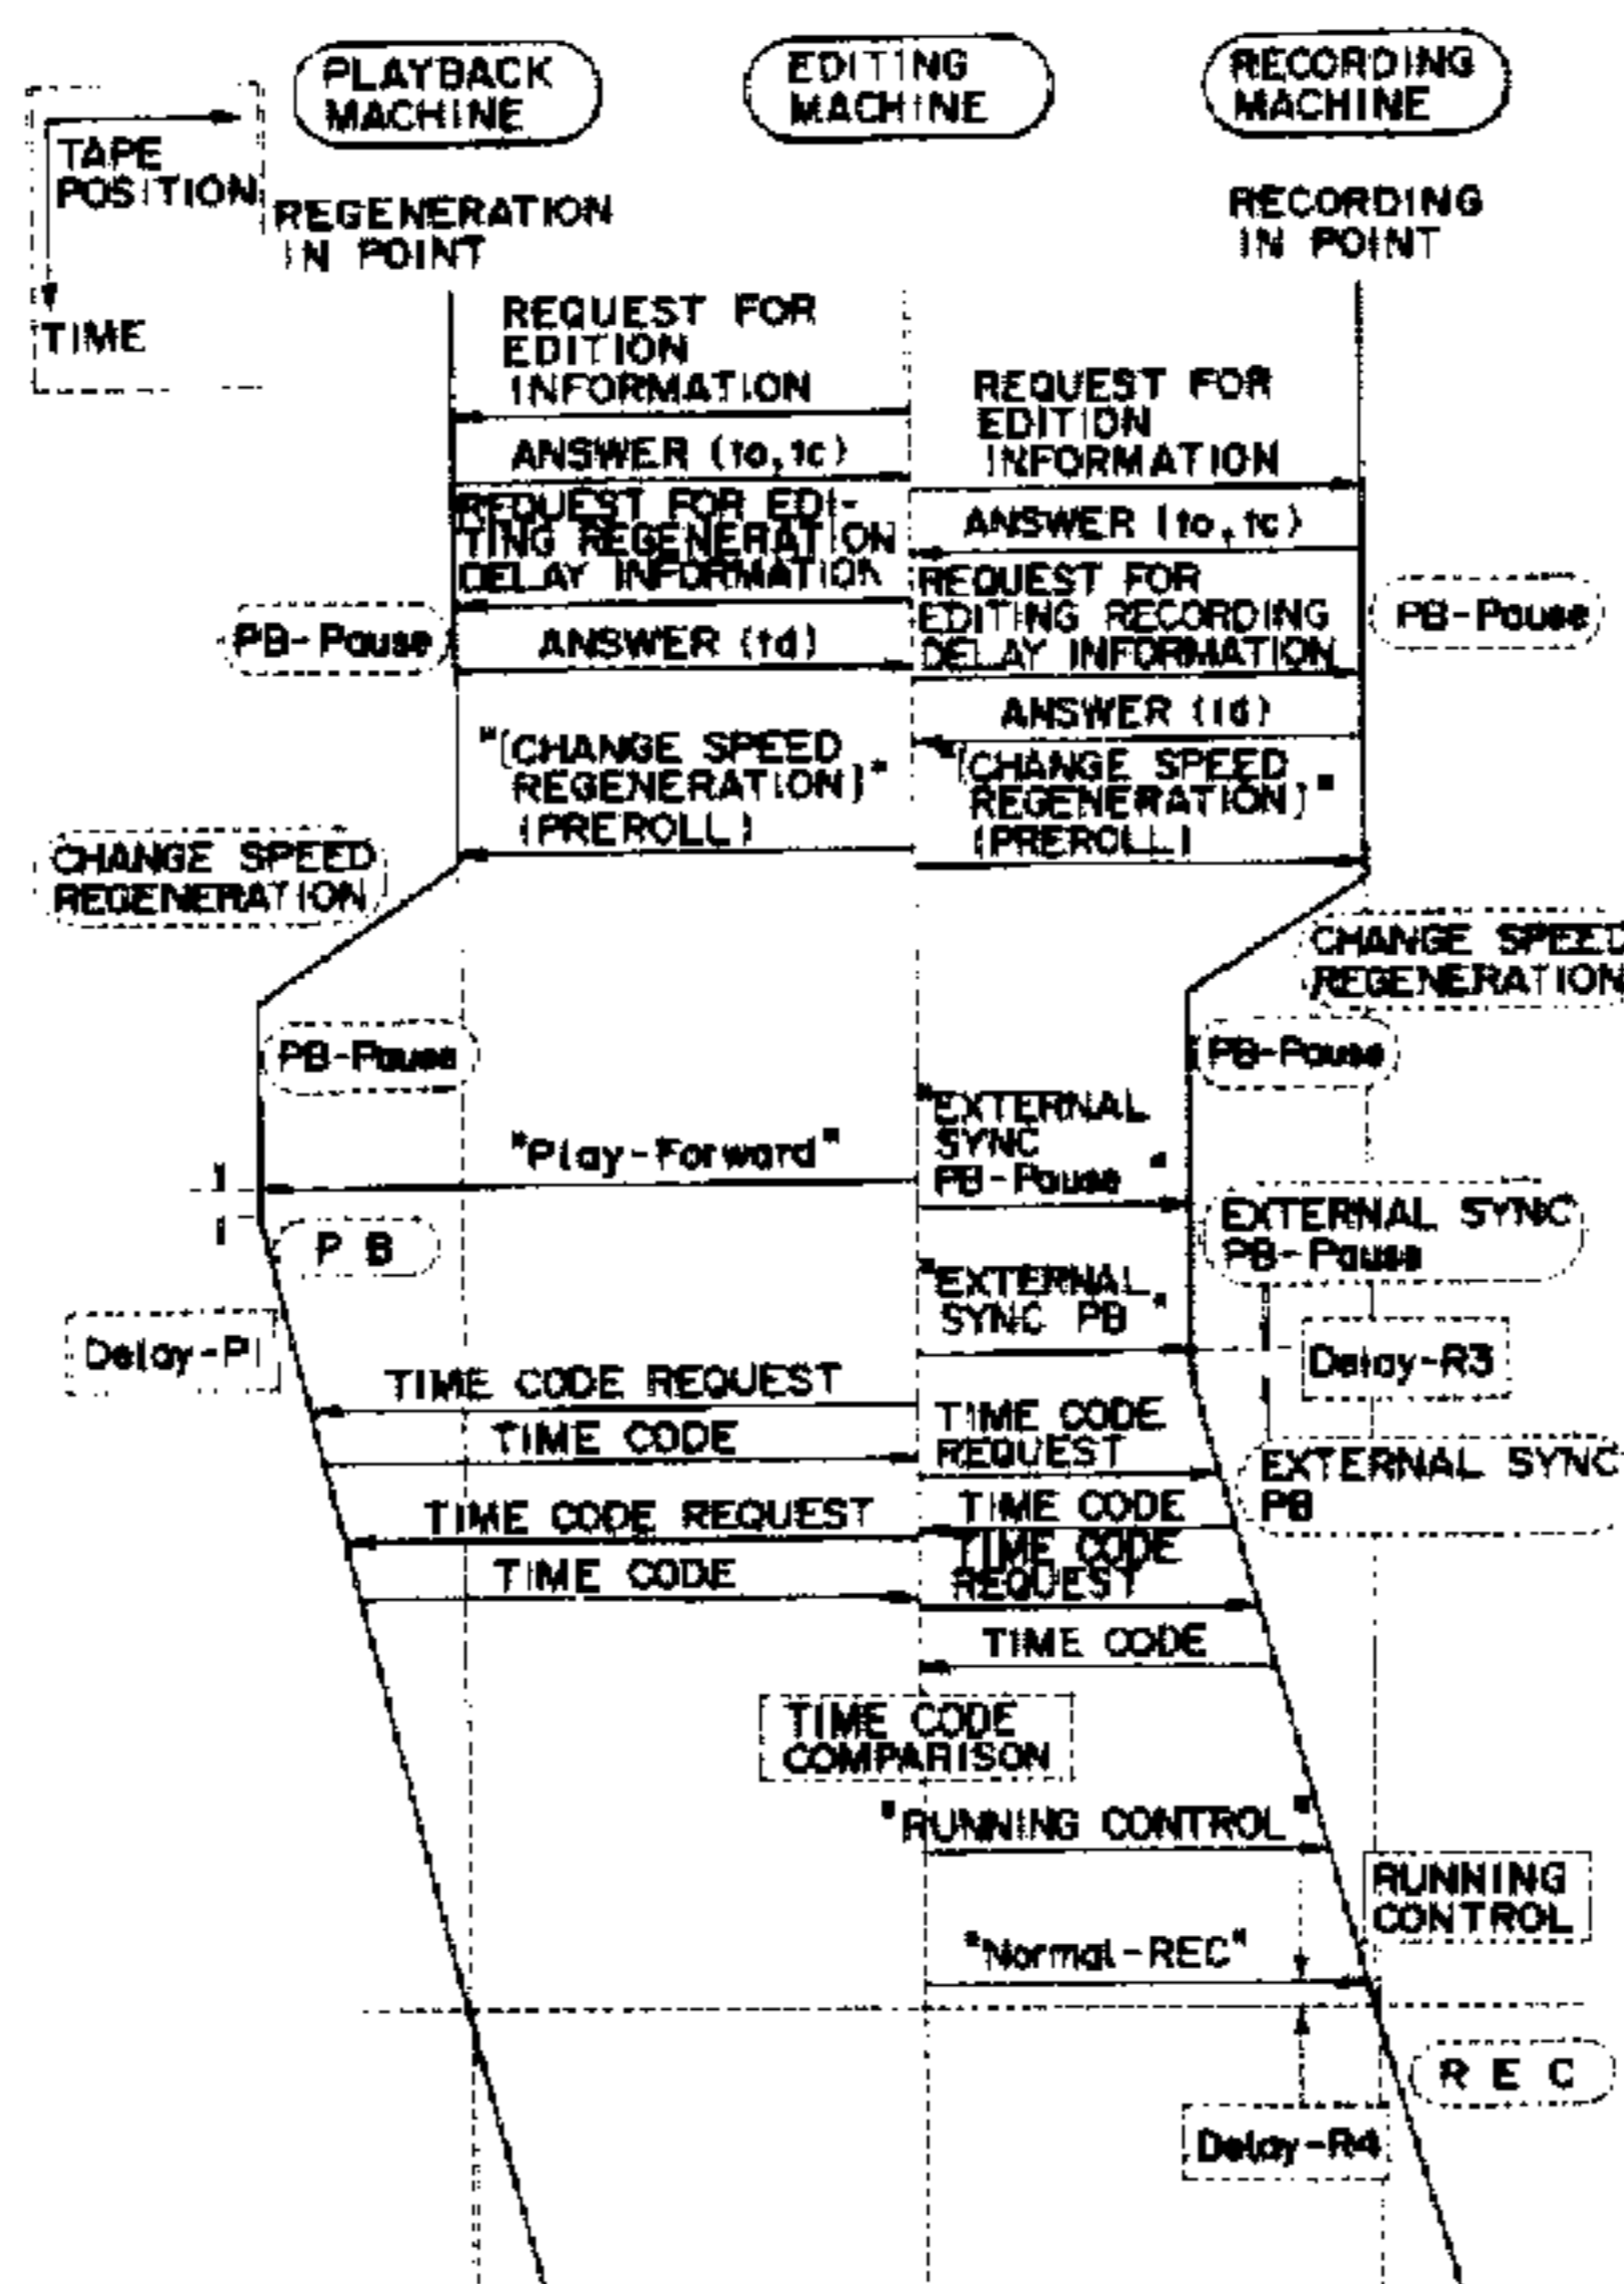 PLAYBACK
MACHINE
EDITING
MACHINE
RECORDING
MACHINE
TAPE
POSITION
TIME
REGENERATION
IN POINT
RECORDING
IN POINT
REQUEST FOR
EDITION
INFORMATION
REQUEST FOR
EDITION
INFORMATION
ANSWER (to, tc)
ANSWER (to, tc)
REQUEST FOR EDI-
TING REGENERATION
DELAY INFORMATION
REQUEST FOR
EDITING RECORDING
DELAY INFORMATION
PB-Pause
PB-Pause
ANSWER (td)
ANSWER (td)
"(CHANGE SPEED
REGENERATION)"
(PREROLL)
"(CHANGE SPEED
REGENERATION)"
(PREROLL)
CHANGE SPEED
REGENERATION
CHANGE SPEED
REGENERATION
PB-Pause
PB-Pause
"Play-Forward"
"EXTERNAL
SYNC
PB-Pause"
EXTERNAL SYNC
PB-Pause
PB
"EXTERNAL
SYNC PB"
Delay-P
Delay-R3
TIME CODE REQUEST
TIME CODE
TIME CODE
REQUEST
EXTERNAL SYNC
PB
TIME CODE REQUEST
TIME CODE
TIME CODE
REQUEST
TIME CODE
TIME CODE
TIME CODE
COMPARISON
"RUNNING CONTROL"
RUNNING
CONTROL
"Normal-REC"
REC
Delay-R4